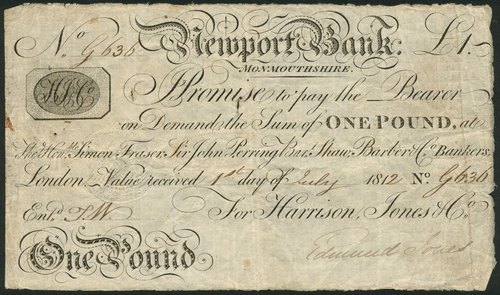 No. G636 Newport Bank: £1.-
MONMOUTHSHIRE.
HJ&Co
I Promise to pay the Bearer
on Demand the Sum of ONE POUND, at
the Honble. Simon Fraser, Sir John Perring Bart. Shaw, Barber & Co. Bankers,
London, Value received 1st day of July 1812 No. G636
Entd. For Harrison, Jones & Co.
Edmund Jones
One Pound